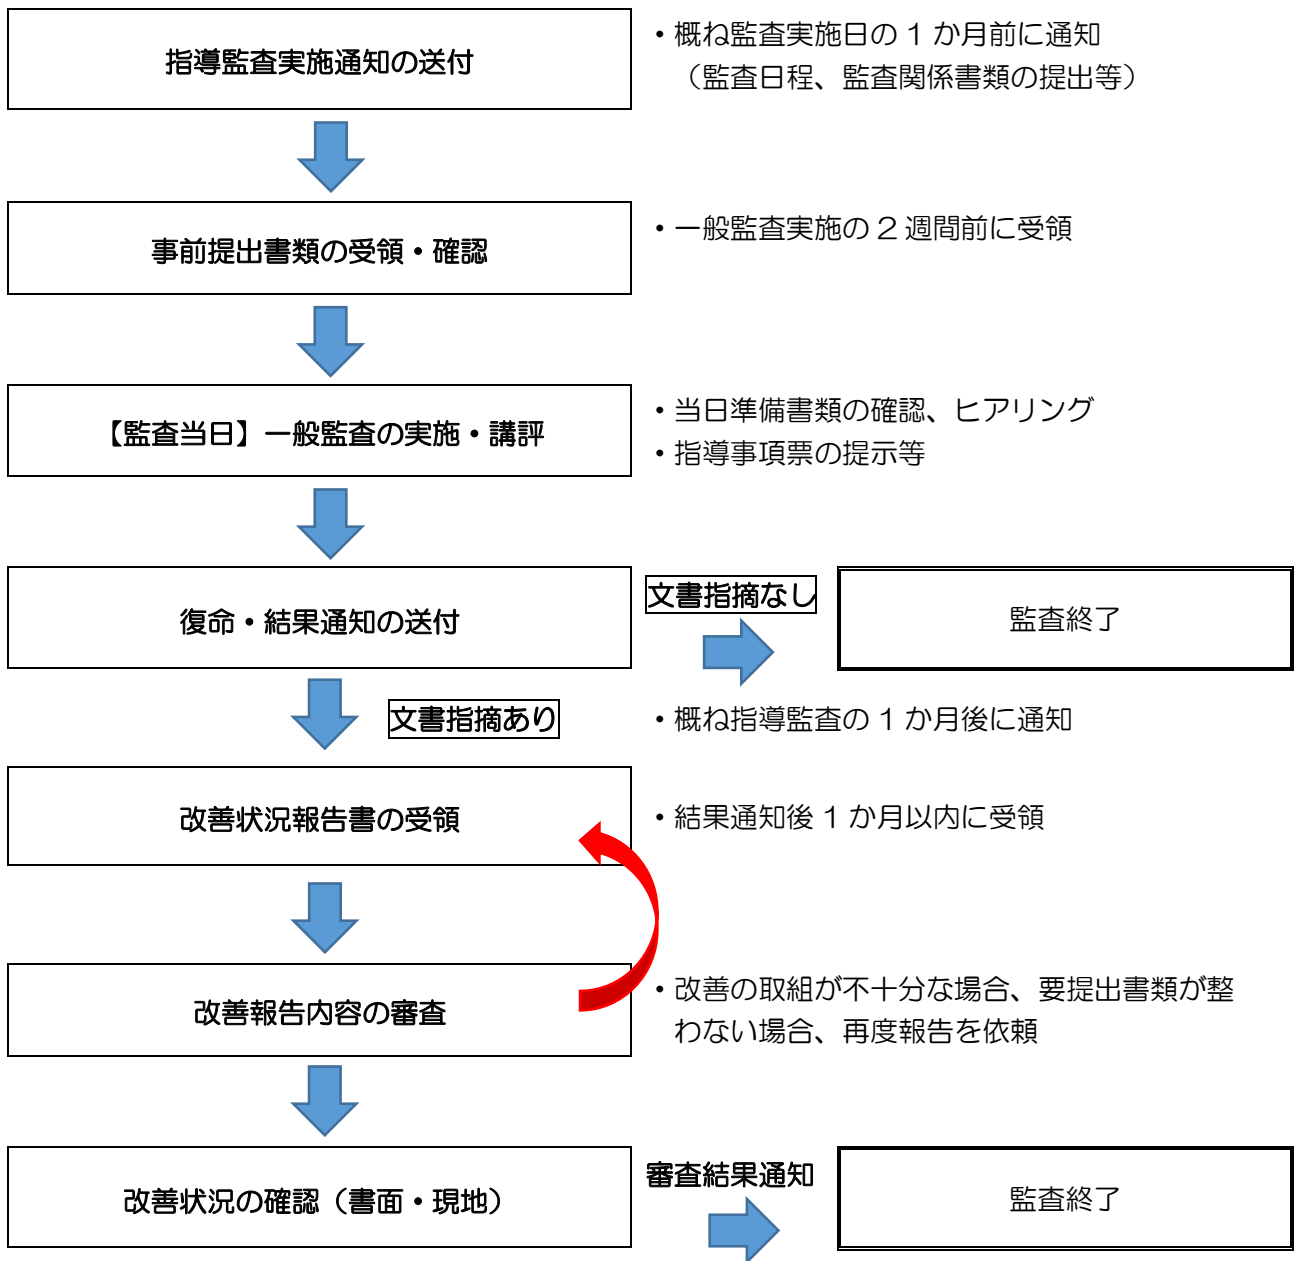 指導監査実施通知の送付
・概ね監査実施日の1か月前に通知
（監査日程、監査関係書類の提出等）
事前提出書類の受領・確認
・一般監査実施の2週間前に受領
【監査当日】一般監査の実施・講評
・当日準備書類の確認、ヒアリング
・指導事項票の提示等
復命・結果通知の送付
文書指摘なし
監査終了
文書指摘あり
・概ね指導監査の1か月後に通知
改善状況報告書の受領
・結果通知後1か月以内に受領
改善報告内容の審査
・改善の取組が不十分な場合、要提出書類が整
わない場合、再度報告を依頼
改善状況の確認（書面・現地）
審査結果通知
監査終了